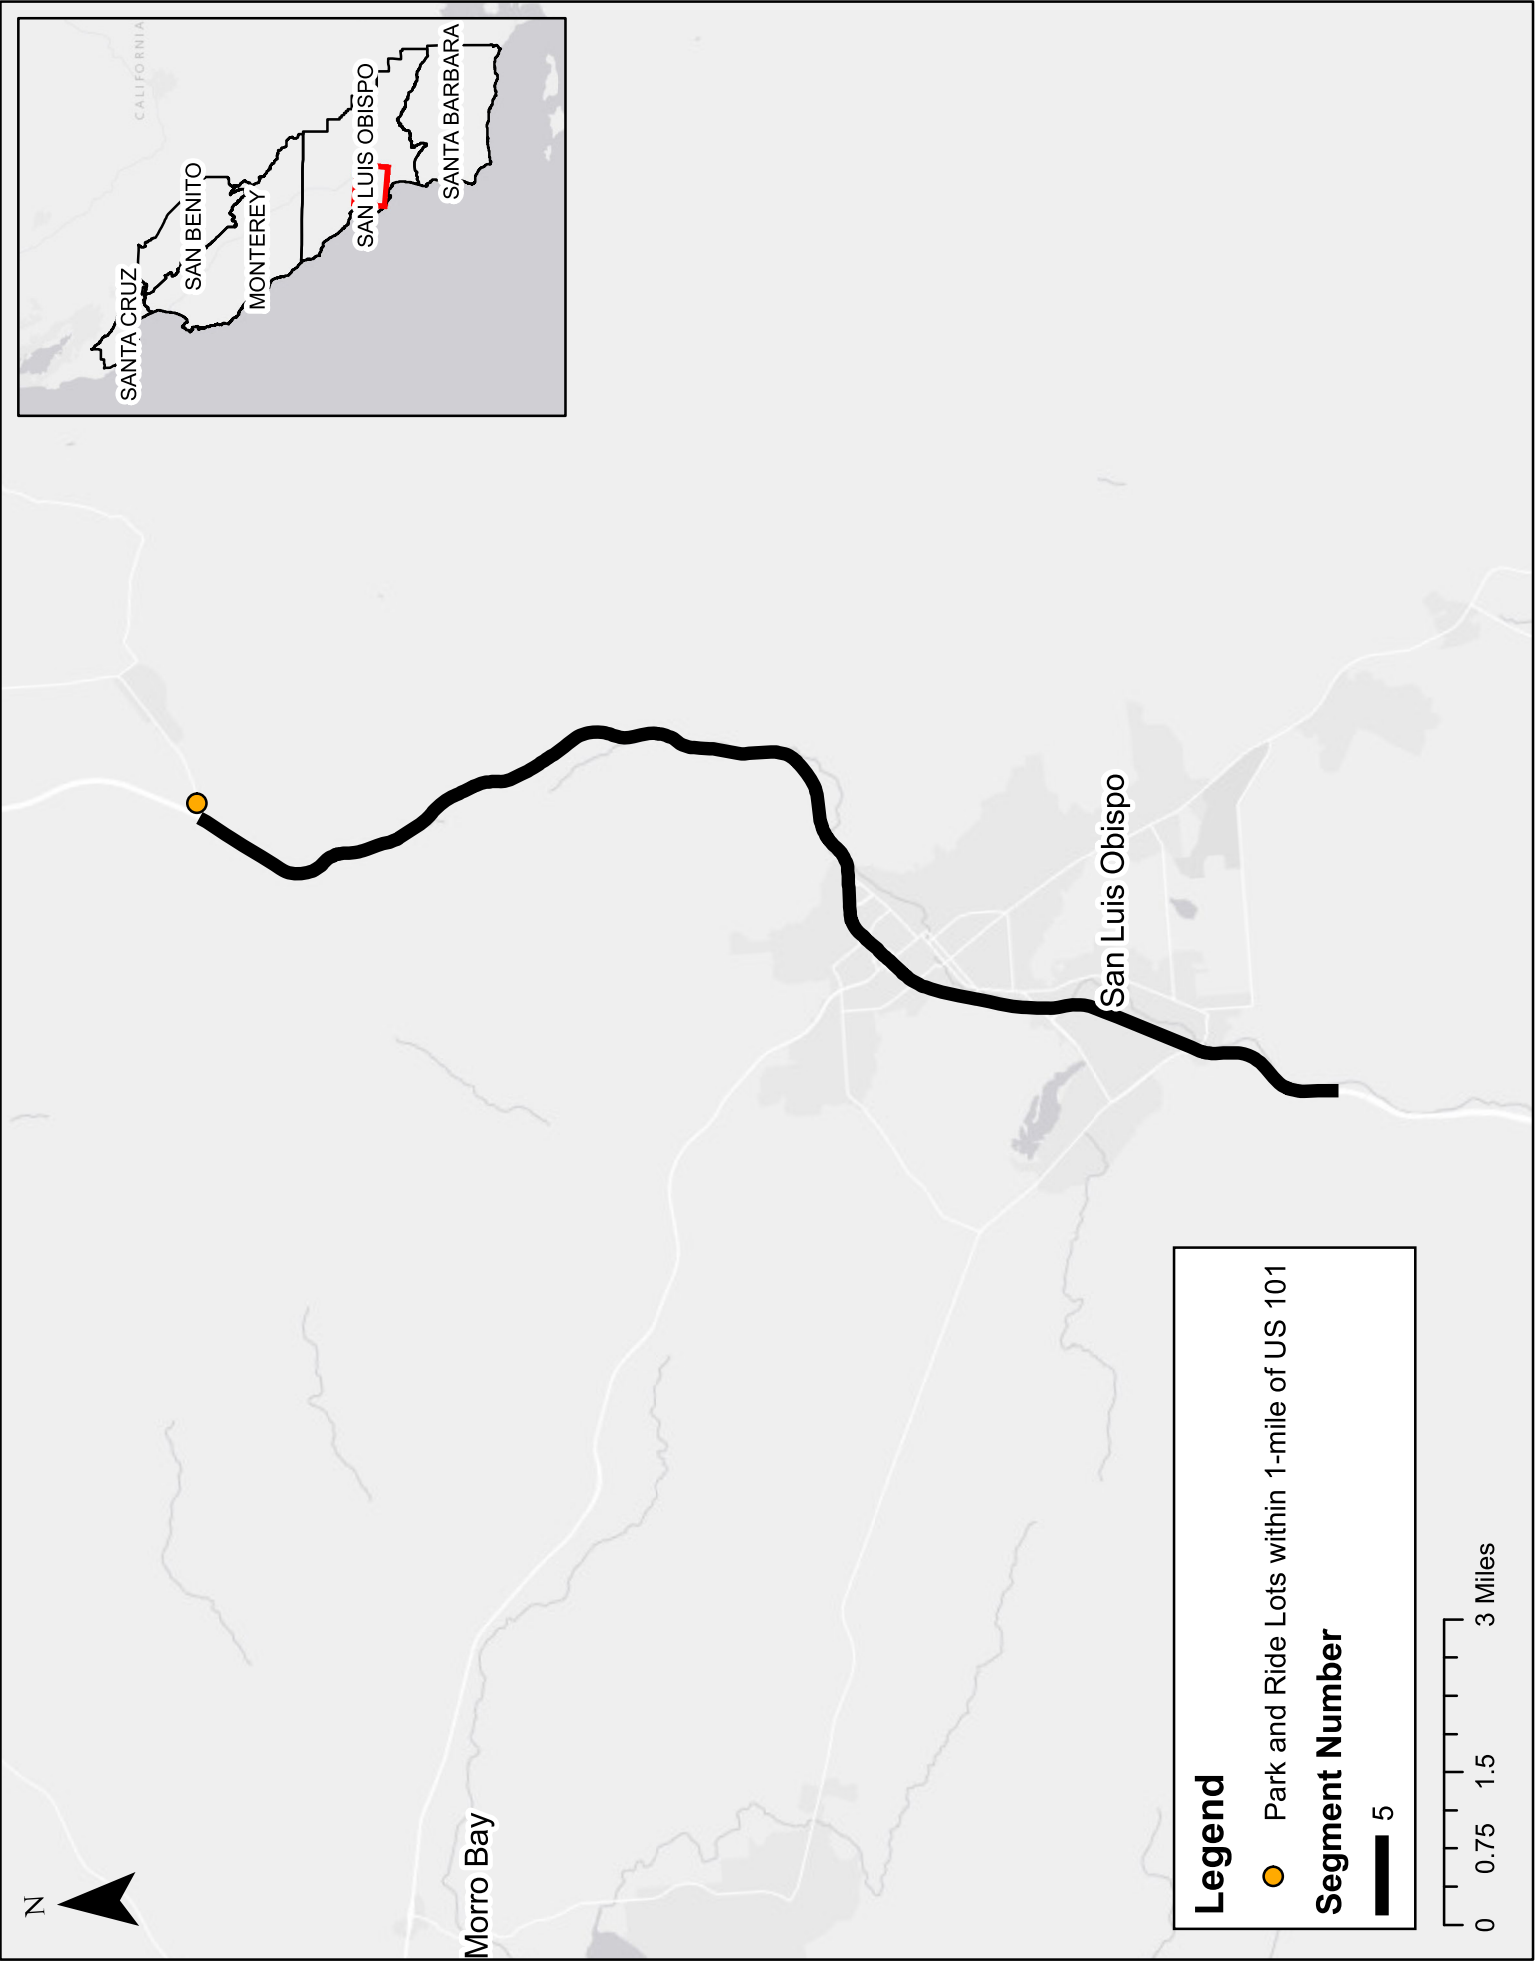 N
CALIFORNIA
SANTA CRUZ
SAN BENITO
MONTEREY
SAN LUIS OBISPO
SANTA BARBARA
Morro Bay
San Luis Obispo
Legend
Park and Ride Lots within 1-mile of US 101
Segment Number
5
0 0.75 1.5 3 Miles